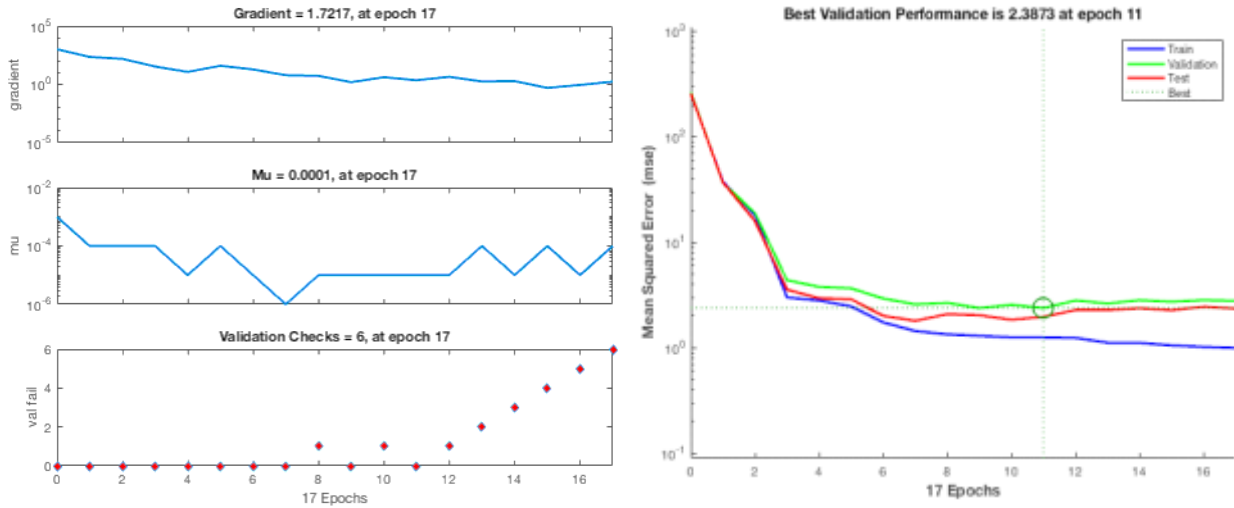 Gradient = 1.7217, at epoch 17
10^5
10^0
10^-5
gradient
Mu = 0.0001, at epoch 17
10^-2
10^-4
10^-6
mu
Validation Checks = 6, at epoch 17
6
4
2
0
val fail
0 2 4 6 8 10 12 14 16
17 Epochs
Best Validation Performance is 2.3873 at epoch 11
10^3
10^2
10^1
10^0
10^-1
Mean Squared Error (mse)
Train
Validation
Test
Best
0 2 4 6 8 10 12 14 16
17 Epochs